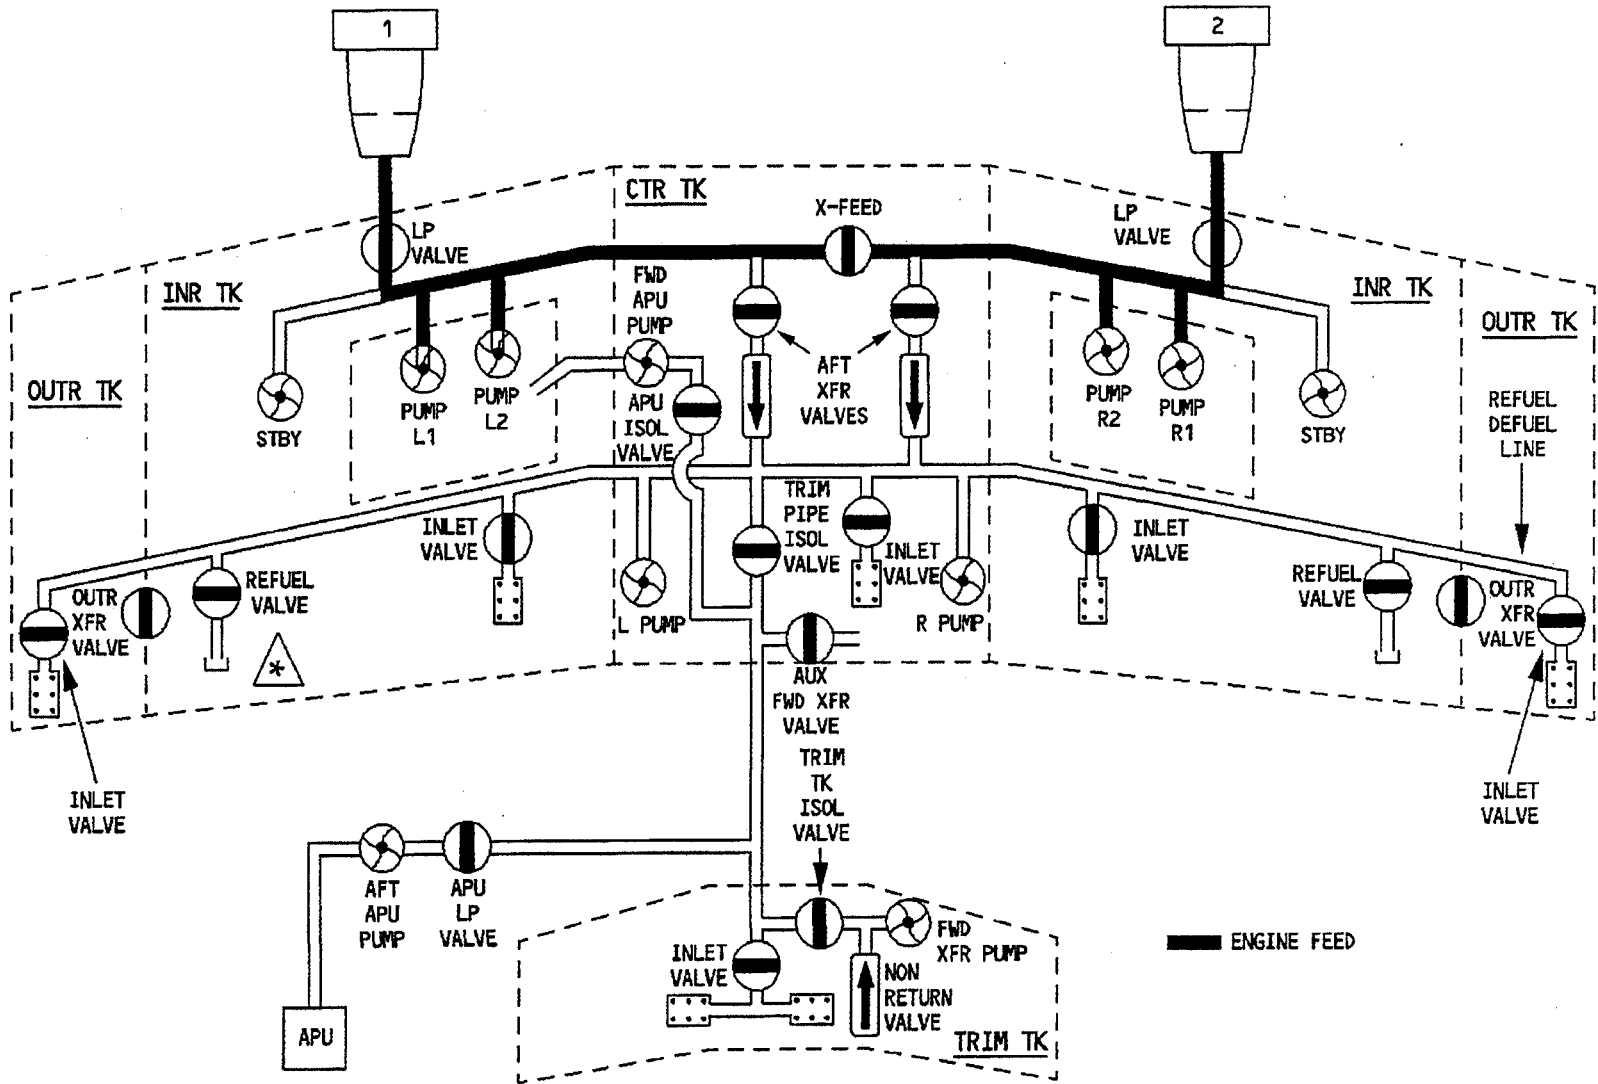 1
2
CTR TK
X-FEED
LP
VALVE
LP
VALVE
INR TK
FWD
APU
PUMP
INR TK
OUTR TK
OUTR TK
STBY
PUMP
L1
PUMP
L2
APU
ISOL
VALVE
AFT
XFR
VALVES
PUMP
R2
PUMP
R1
STBY
REFUEL
DEFUEL
LINE
INLET
VALVE
TRIM
PIPE
ISOL
VALVE
INLET
VALVE
INLET
VALVE
OUTR
XFR
VALVE
REFUEL
VALVE
L PUMP
R PUMP
REFUEL
VALVE
OUTR
XFR
VALVE
*
AUX
FWD XFR
VALVE
INLET
VALVE
TRIM
TK
ISOL
VALVE
INLET
VALVE
AFT
APU
PUMP
APU
LP
VALVE
INLET
VALVE
FWD
XFR PUMP
NON
RETURN
VALVE
ENGINE FEED
APU
TRIM TK